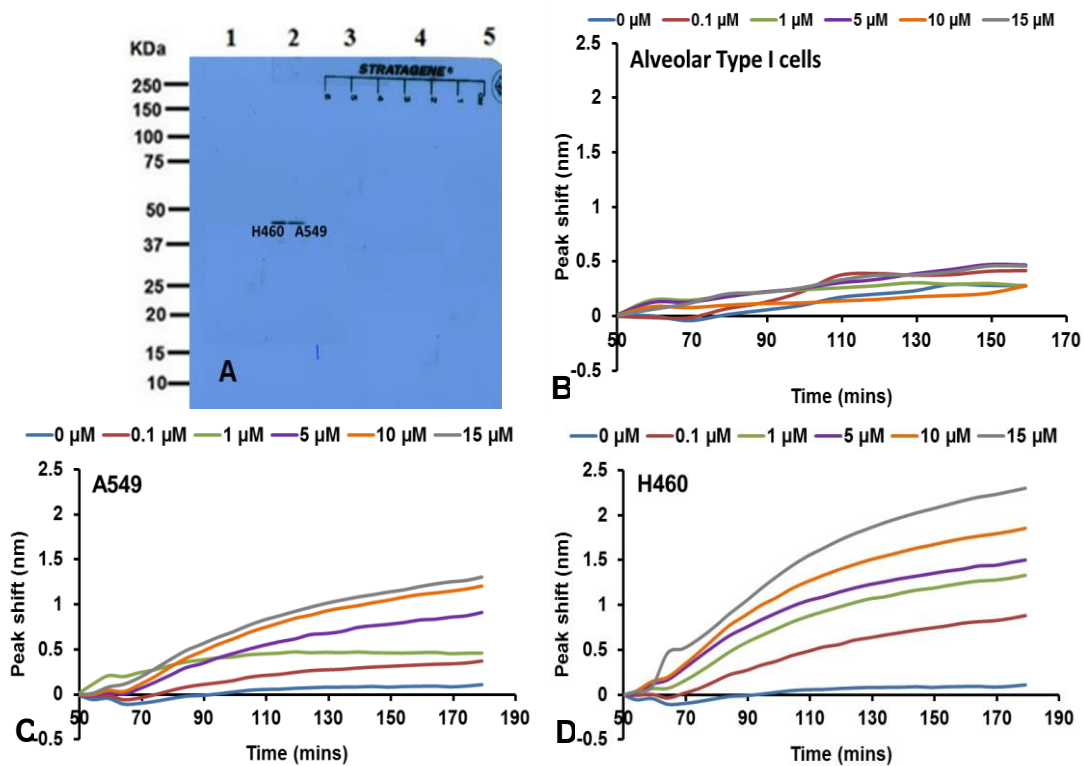 KDa
1 2 3 4 5
STRATAGENE®
6 5 4 3 2 1
250
150
100
75
50
37
25
20
15
10
H460 A549
A
0 µM 0.1 µM 1 µM 5 µM 10 µM 15 µM
Alveolar Type I cells
Peak shift (nm)
2.5
2
1.5
1
0.5
0
-0.5
50 70 90 110 130 150 170
Time (mins)
B
0 µM 0.1 µM 1 µM 5 µM 10 µM 15 µM
A549
Peak shift (nm)
2.5
2
1.5
1
0.5
0
-0.5
50 70 90 110 130 150 170 190
Time (mins)
C
0 µM 0.1 µM 1 µM 5 µM 10 µM 15 µM
H460
Peak shift (nm)
2.5
2
1.5
1
0.5
0
-0.5
50 70 90 110 130 150 170 190
Time (mins)
D